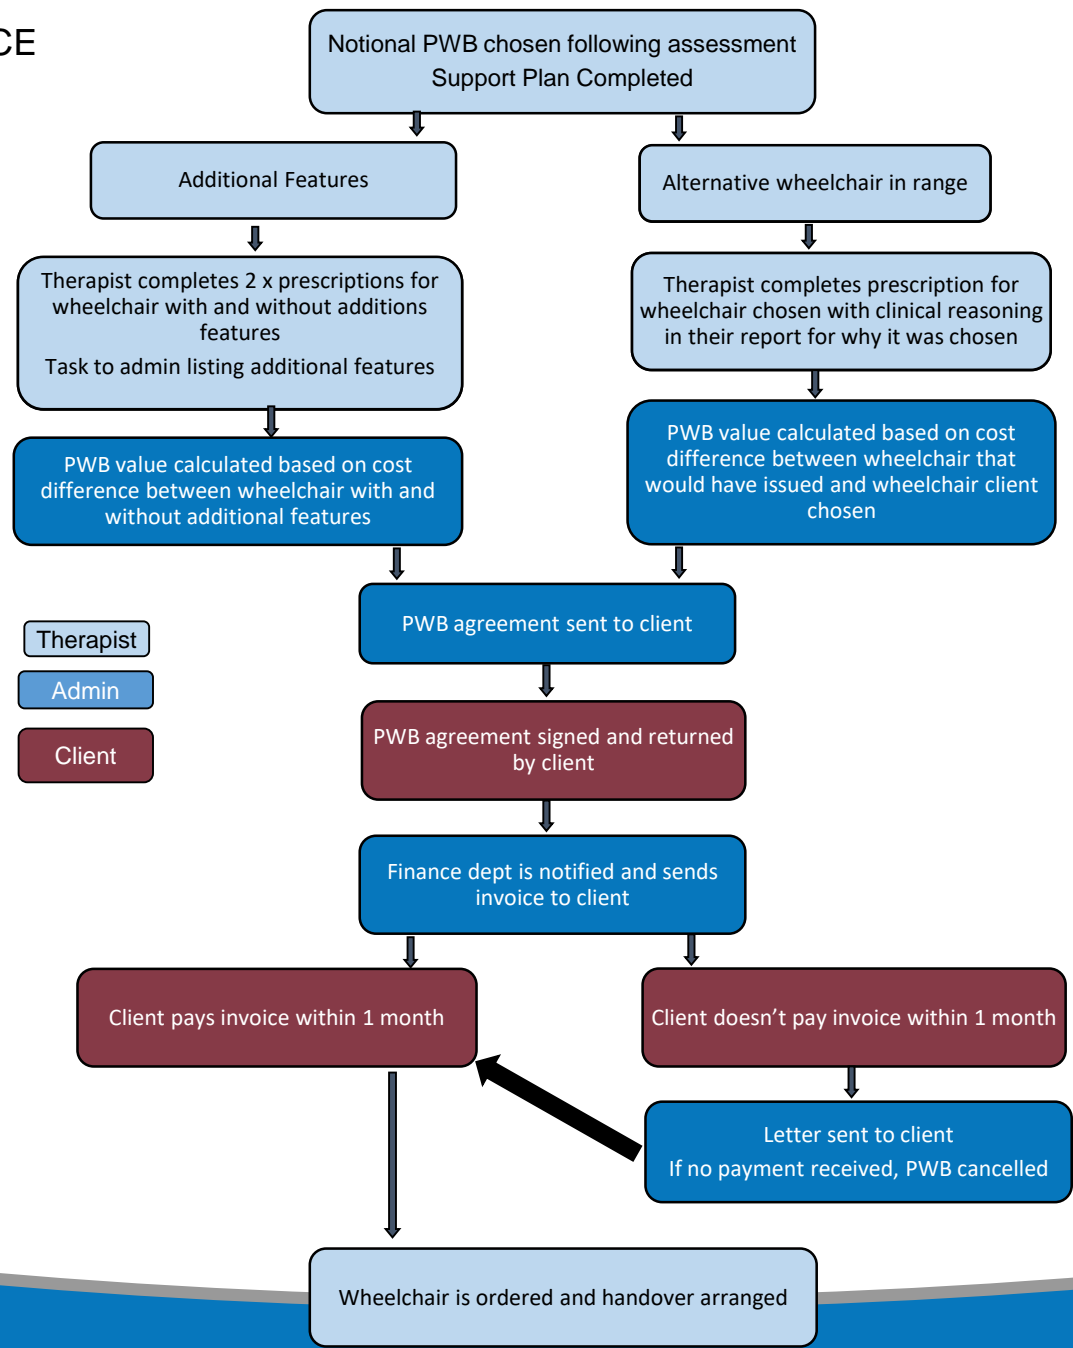 CE
Notional PWB chosen following assessment
Support Plan Completed
Additional Features
Alternative wheelchair in range
Therapist completes 2 x prescriptions for
wheelchair with and without additions
features
Task to admin listing additional features
Therapist completes prescription for
wheelchair chosen with clinical reasoning
in their report for why it was chosen
PWB value calculated based on cost
difference between wheelchair with and
without additional features
PWB value calculated based on cost
difference between wheelchair that
would have issued and wheelchair client
chosen
PWB agreement sent to client
Therapist
Admin
Client
PWB agreement signed and returned
by client
Finance dept is notified and sends
invoice to client
Client pays invoice within 1 month
Client doesn’t pay invoice within 1 month
Letter sent to client
If no payment received, PWB cancelled
Wheelchair is ordered and handover arranged